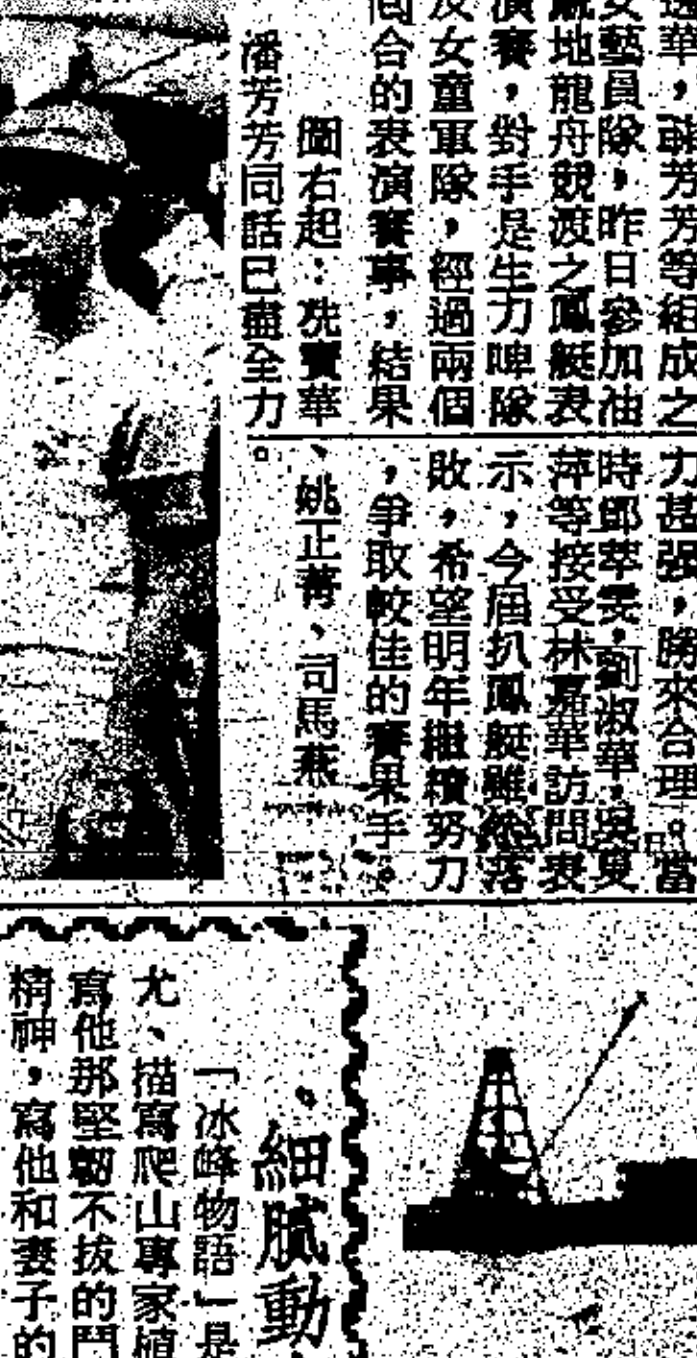 華,芳芳等組成之
女藝員隊,昨日參加油
地龍舟競渡之鳳艇表
演賽,對手是生力啤隊
及女童軍隊,經過兩個
回合的表演賽事,結果
力甚強,勝來合理。當
時鄧萃雯,劉淑華,吳
萍等接受林嘉華訪問表
示,今屆扒鳳艇雖然落
敗,希望明年繼續努力
,爭取較佳的賽果手。
圖右起:冼寶華、姚正菁、司馬燕
潘芳芳同話已盡全力。
、細膩動
「冰峰物語」是
尤、描寫爬山專家植
寫他那堅韌不拔的鬥
精神,寫他和妻子的